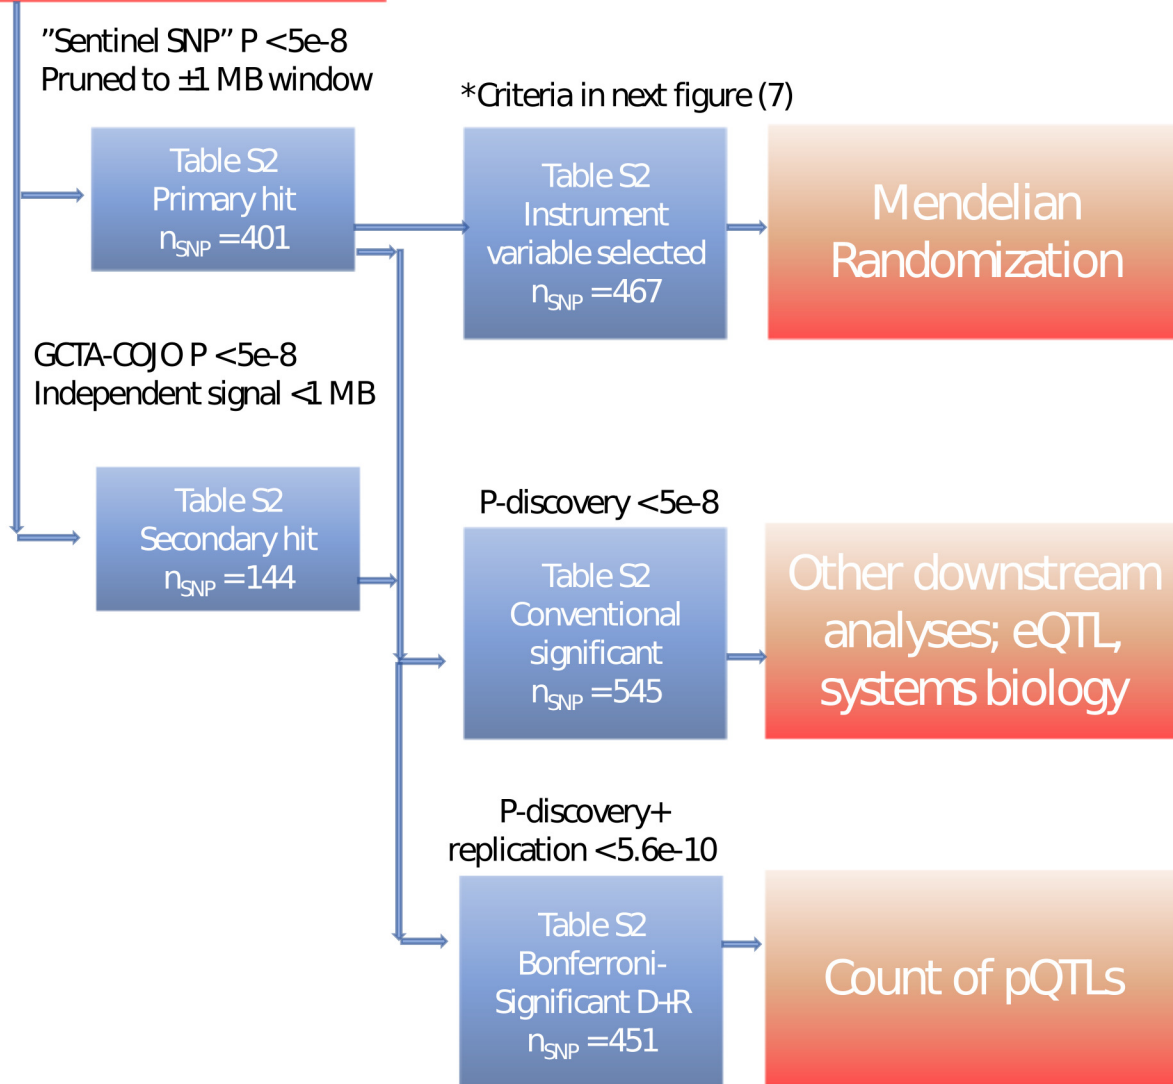 ”Sentinel SNP” P <5e-8
Pruned to ±1 MB window
*Criteria in next figure (7)
Table S2
Primary hit
nSNP =401
Table S2
Instrument
variable selected
nSNP =467
Mendelian
Randomization
GCTA-COJO P <5e-8
Independent signal <1 MB
Table S2
Secondary hit
nSNP =144
P-discovery <5e-8
Table S2
Conventional
significant
nSNP =545
Other downstream
analyses; eQTL,
systems biology
P-discovery+
replication <5.6e-10
Table S2
Bonferroni-
Significant D+R
nSNP =451
Count of pQTLs